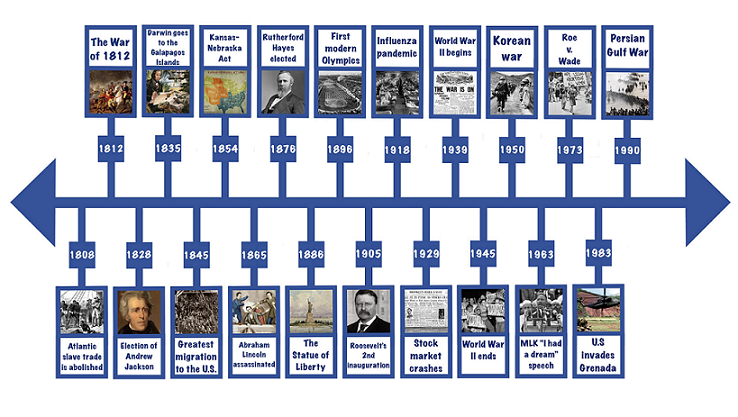 The War
of 1812
Darwin goes
to the
Galapagos
Islands
Kansas-
Nebraska
Act
Rutherford
Hayes
elected
First
modern
Olympics
Influenza
pandemic
World War
II begins
Korean
war
Roe
v.
Wade
Persian
Gulf War
THE WAR IS ON
1812
1835
1854
1876
1896
1918
1939
1950
1973
1990
1808
1828
1845
1865
1886
1905
1929
1945
1963
1983
Atlantic
slave trade
is abolished
Election of
Andrew
Jackson
Greatest
migration
to the U.S.
Abraham
Lincoln
assassinated
The
Statue of
Liberty
Roosevelt's
2nd
inauguration
Stock
market
crashes
World War
II ends
MLK "I had
a dream"
speech
U.S
invades
Grenada